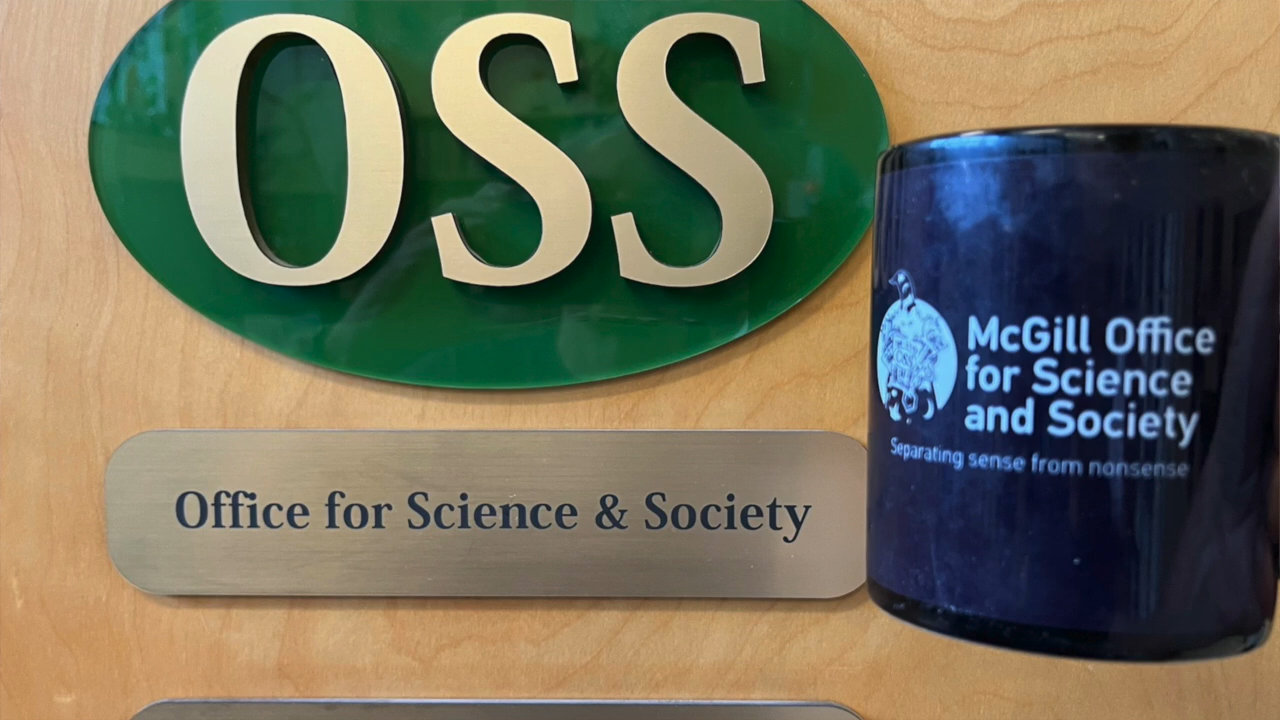 OSS
Office for Science & Society
McGill Office
for Science
and Society
Separating sense from nonsense